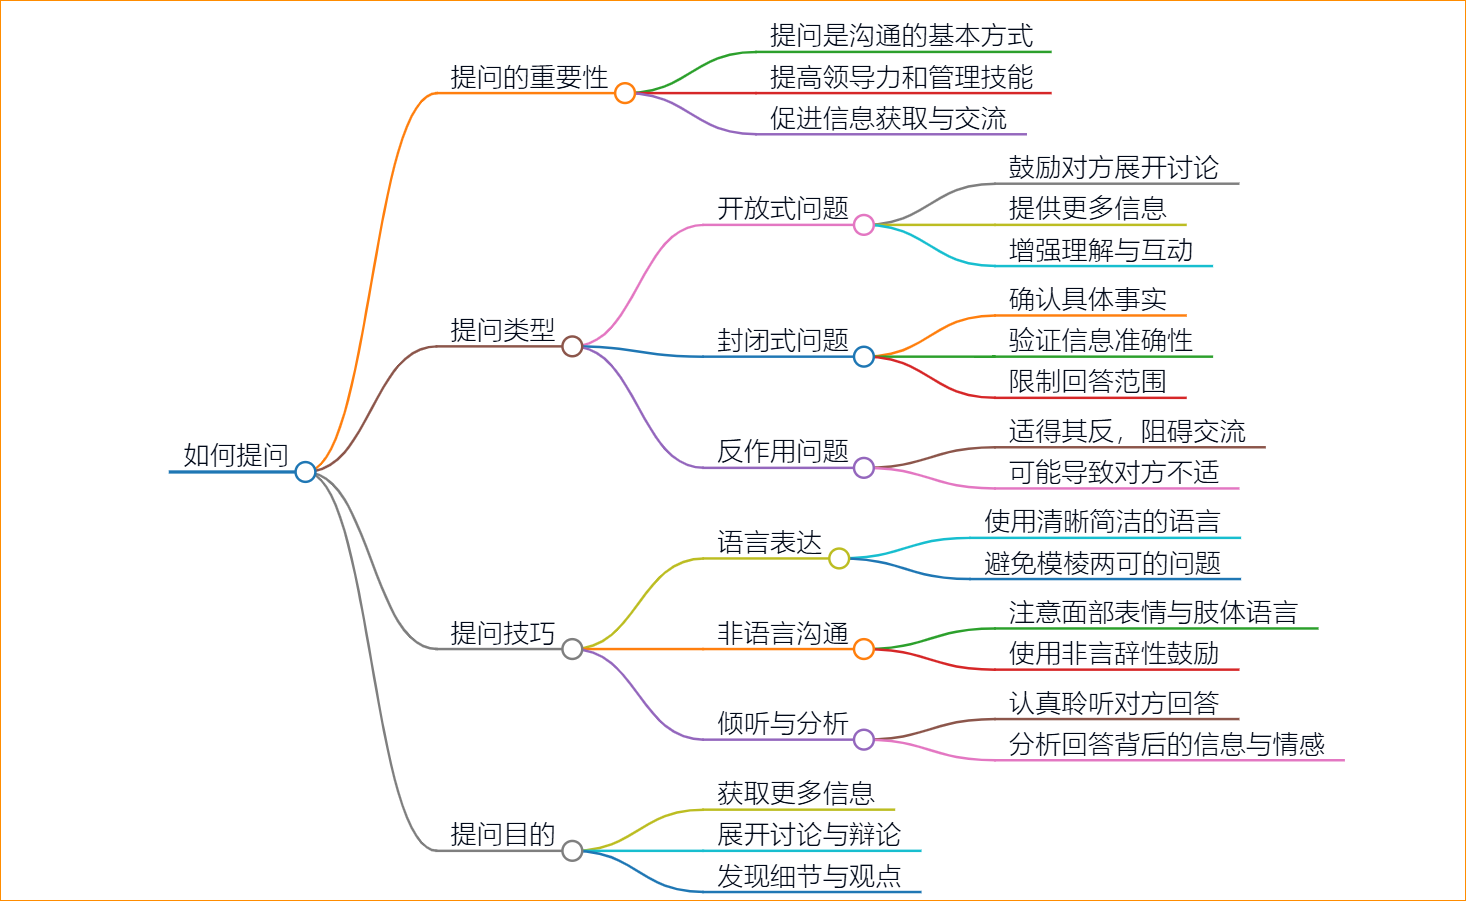 如何提问
提问的重要性
提问是沟通的基本方式
提高领导力和管理技能
促进信息获取与交流
提问类型
开放式问题
鼓励对方展开讨论
提供更多信息
增强理解与互动
封闭式问题
确认具体事实
验证信息准确性
限制回答范围
反作用问题
适得其反，阻碍交流
可能导致对方不适
提问技巧
语言表达
使用清晰简洁的语言
避免模棱两可的问题
非语言沟通
注意面部表情与肢体语言
使用非言辞性鼓励
倾听与分析
认真聆听对方回答
分析回答背后的信息与情感
提问目的
获取更多信息
展开讨论与辩论
发现细节与观点